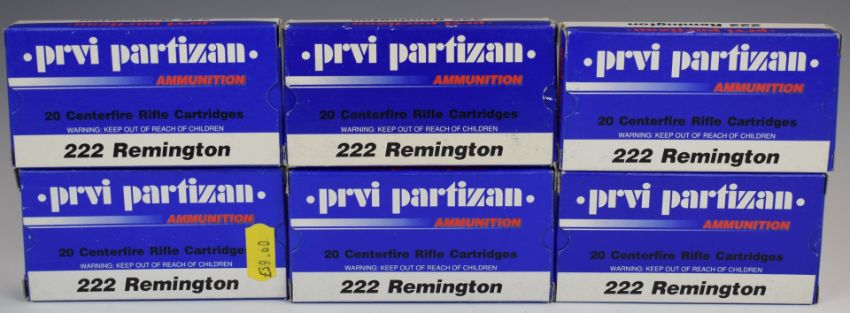 ·prvi partizan·
AMMUNITION
20 Centerfire Rifle Cartridges
WARNING: KEEP OUT OF REACH OF CHILDREN
222 Remington
·prvi partizan·
AMMUNITION
20 Centerfire Rifle Cartridges
WARNING: KEEP OUT OF REACH OF CHILDREN
222 Remington
222 Remington
·prvi partizan·
AMMUNITION
20 Centerfire Rifle Cartridges
WARNING: KEEP OUT OF REACH OF CHILDREN
222 Remington
·prvi partizan·
AMMUNITION
20 Centerfire Rifle Cartridges
WARNING: KEEP OUT OF REACH OF CHILDREN
222 Remington
£39.60
·prvi partizan·
AMMUNITION
20 Centerfire Rifle Cartridges
WARNING: KEEP OUT OF REACH OF CHILDREN
222 Remington
·prvi partizan·
AMMUNITION
20 Centerfire Rifle Cartridges
WARNING: KEEP OUT OF REACH OF CHILDREN
222 Remington